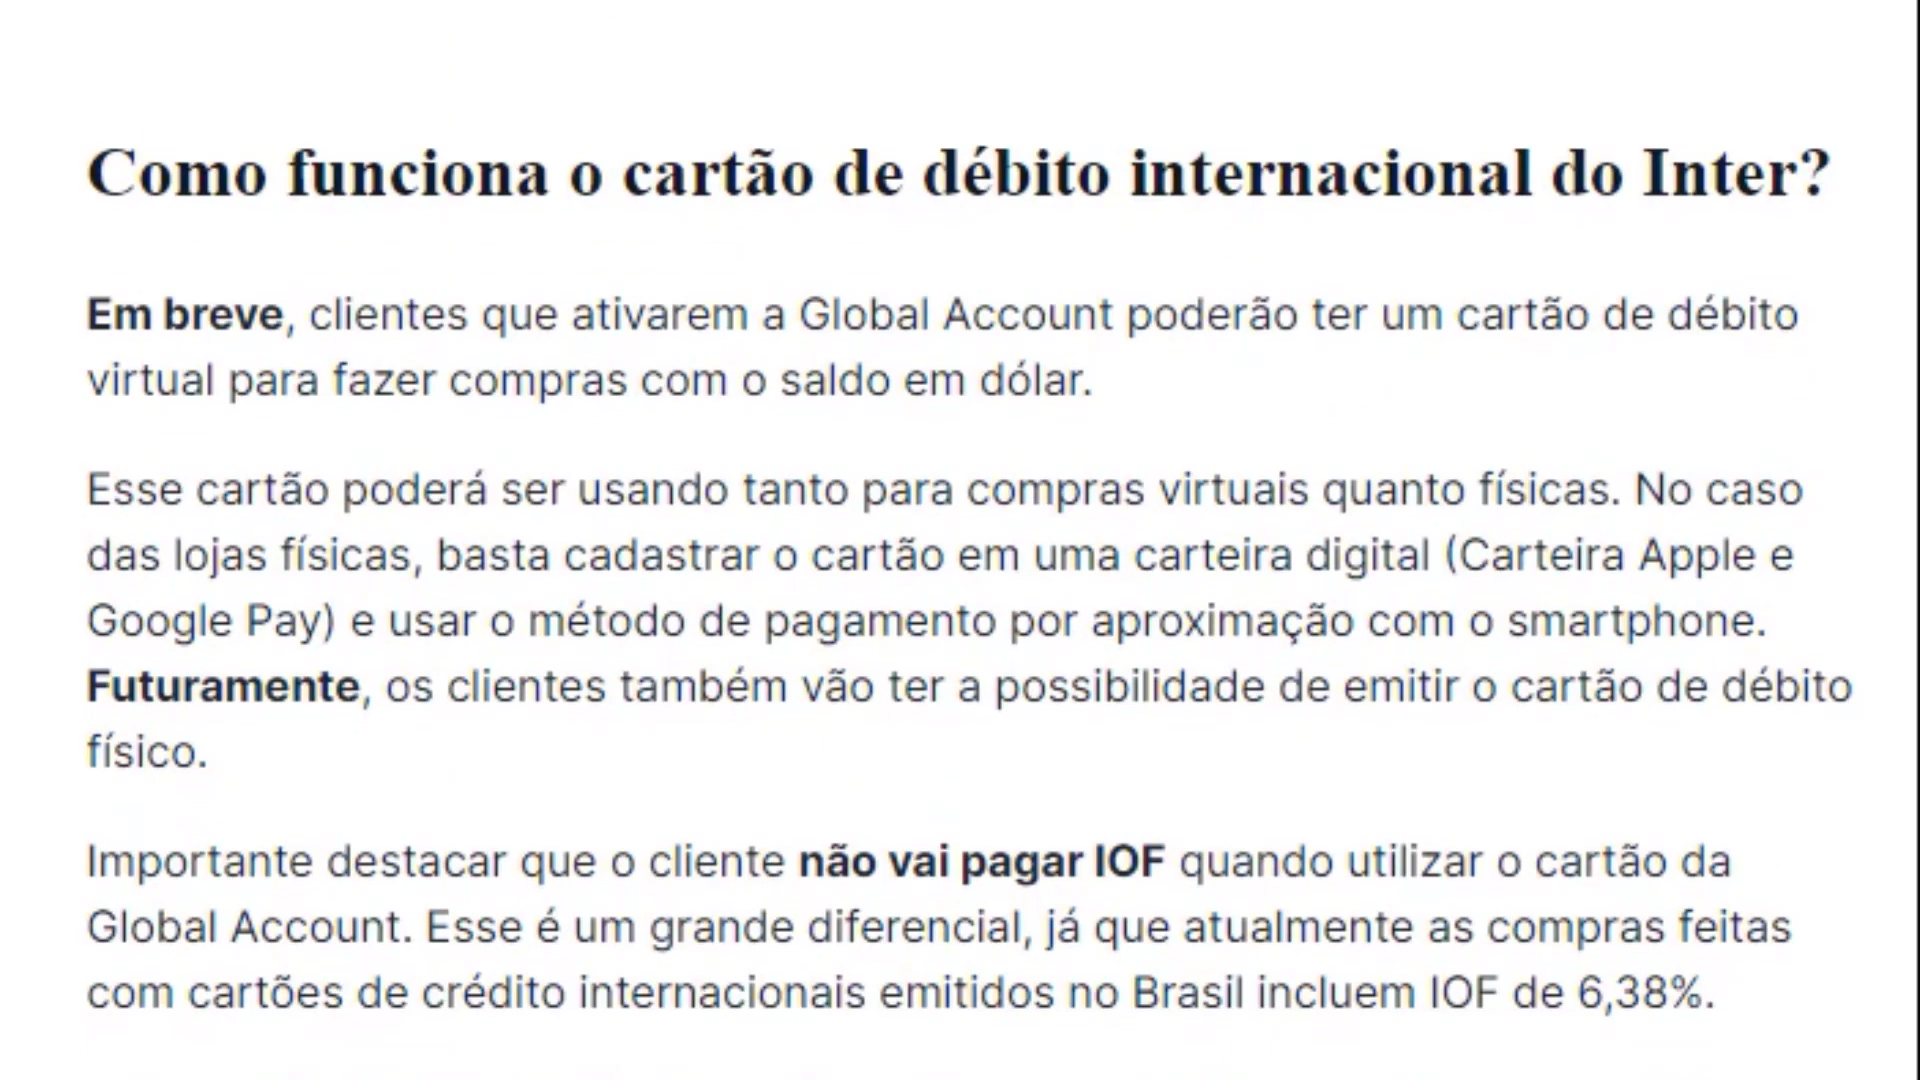 Como funciona o cartão de débito internacional do Inter?
Em breve, clientes que ativarem a Global Account poderão ter um cartão de débito
virtual para fazer compras com o saldo em dólar.
Esse cartão poderá ser usando tanto para compras virtuais quanto físicas. No caso
das lojas físicas, basta cadastrar o cartão em uma carteira digital (Carteira Apple e
Google Pay) e usar o método de pagamento por aproximação com o smartphone.
Futuramente, os clientes também vão ter a possibilidade de emitir o cartão de débito
físico.
Importante destacar que o cliente não vai pagar IOF quando utilizar o cartão da
Global Account. Esse é um grande diferencial, já que atualmente as compras feitas
com cartões de crédito internacionais emitidos no Brasil incluem IOF de 6,38%.